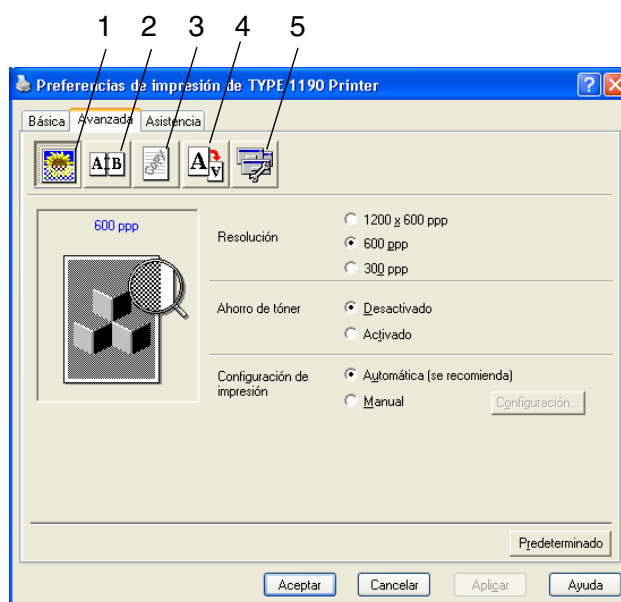 1 2 3 4 5
Preferencias de impresión de TYPE 1190 Printer
Básica Avanzada Asistencia
A B Copy A A
600 ppp
Resolución
1200 x 600 ppp
600 ppp
300 ppp
Ahorro de tóner
Desactivado
Activado
Configuración de impresión
Automática (se recomienda)
Manual
Configuración...
Predeterminado
Aceptar Cancelar Aplicar Ayuda